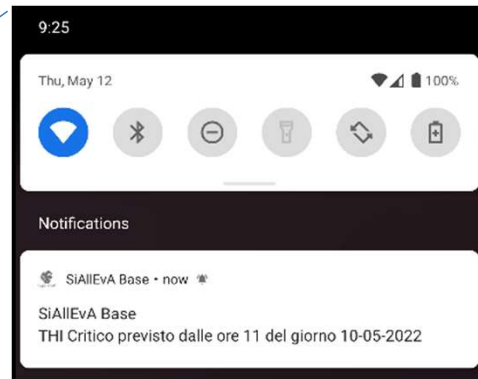 9:25
Thu, May 12 100%
Notifications
SiAllEvA Base • now
SiAllEvA Base
THI Critico previsto dalle ore 11 del giorno 10-05-2022